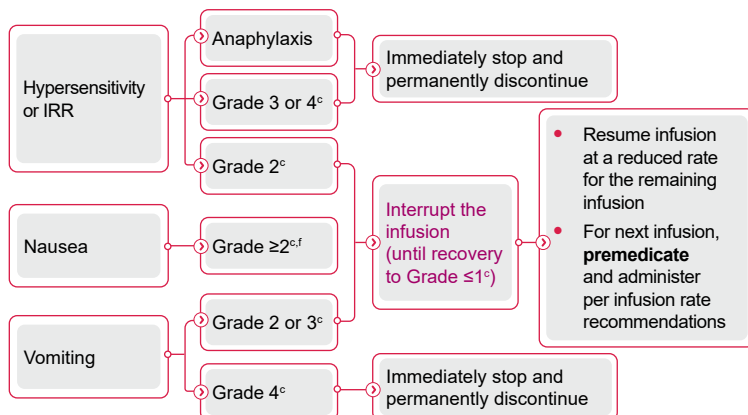 Hypersensitivity
or IRR
Anaphylaxis
Grade 3 or 4ᶜ
Grade 2ᶜ
Immediately stop and
permanently discontinue
Nausea
Grade ≥2ᶜ,ᶠ
Vomiting
Grade 2 or 3ᶜ
Grade 4ᶜ
Interrupt the
infusion
(until recovery
to Grade ≤1ᶜ)
Immediately stop and
permanently discontinue
• Resume infusion
at a reduced rate
for the remaining
infusion
• For next infusion,
premedicate
and administer
per infusion rate
recommendations